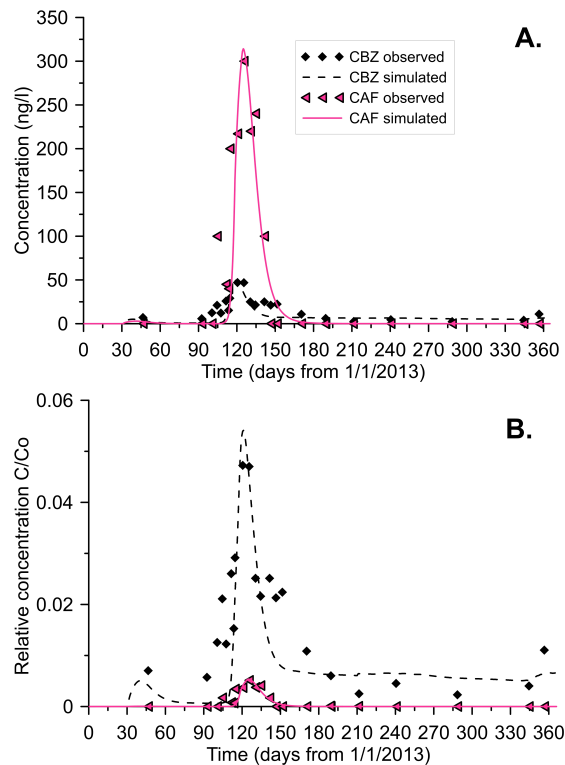 A.
350
300
250
200
150
100
50
0
Concentration (ng/l)
CBZ observed
CBZ simulated
CAF observed
CAF simulated
0 30 60 90 120 150 180 210 240 270 300 330 360
Time (days from 1/1/2013)
B.
0.06
0.04
0.02
0
Relative concentration C/Co
0 30 60 90 120 150 180 210 240 270 300 330 360
Time (days from 1/1/2013)